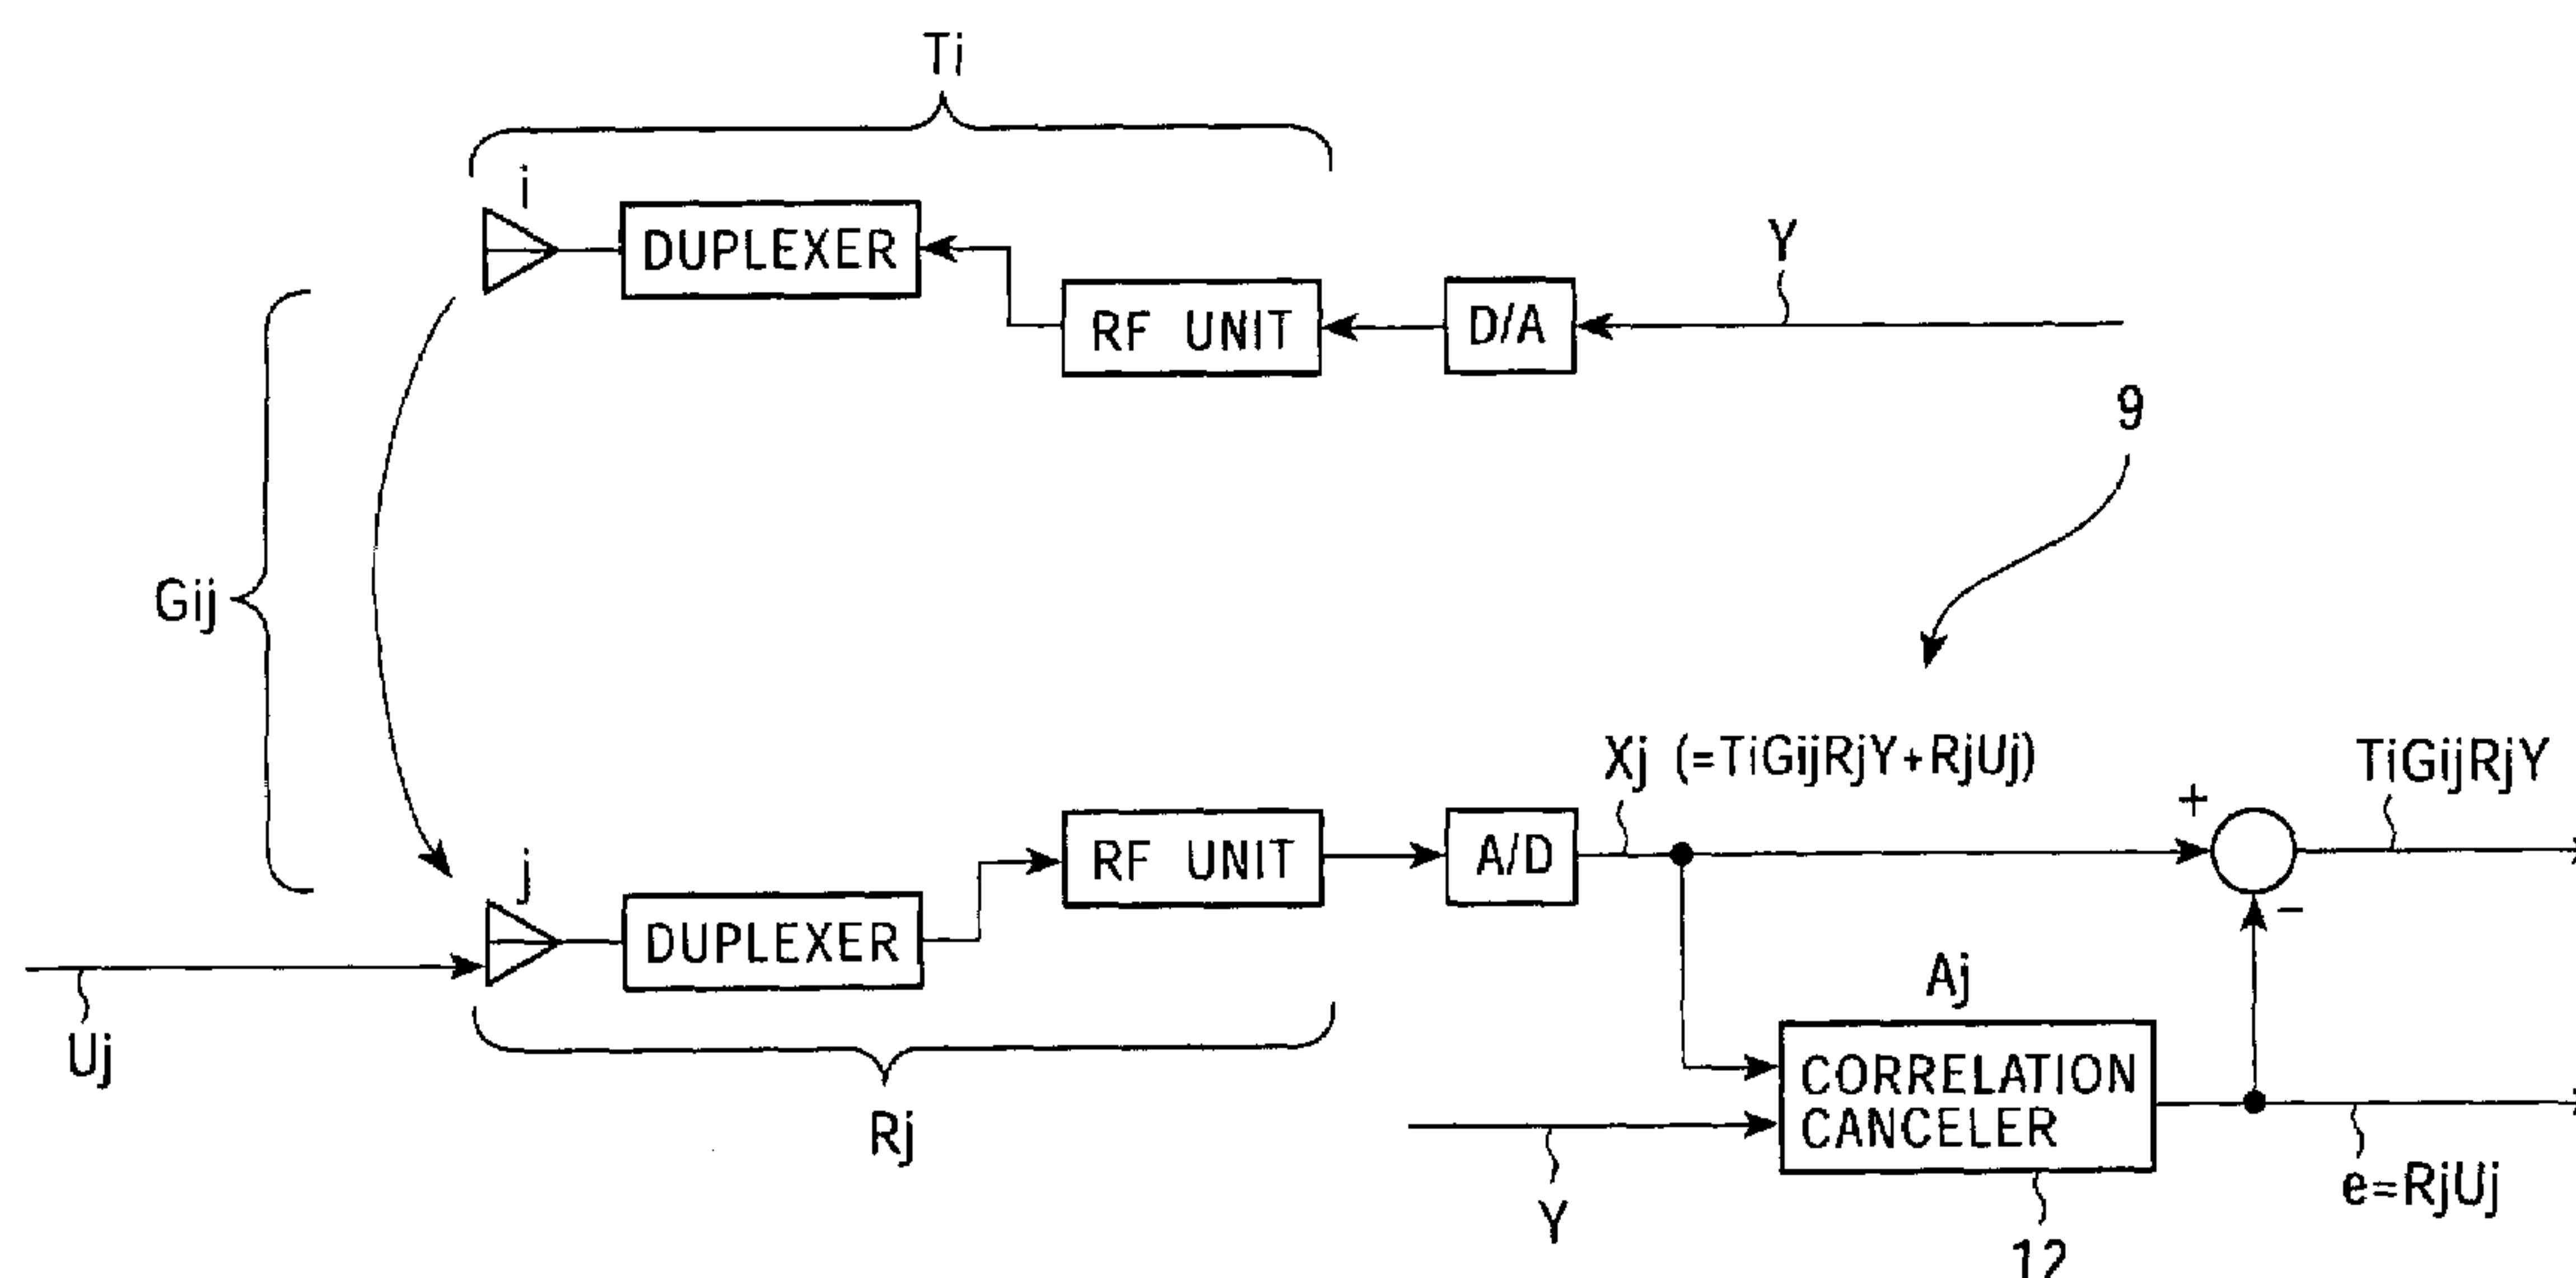 Ti
i
DUPLEXER
RF UNIT
D/A
Y
9
Gij
Xj (=TiGijRjY+RjUj)
TiGijRjY
+
j
DUPLEXER
RF UNIT
A/D
−
Uj
Rj
Aj
CORRELATION
CANCELER
Y
e=RjUj
12